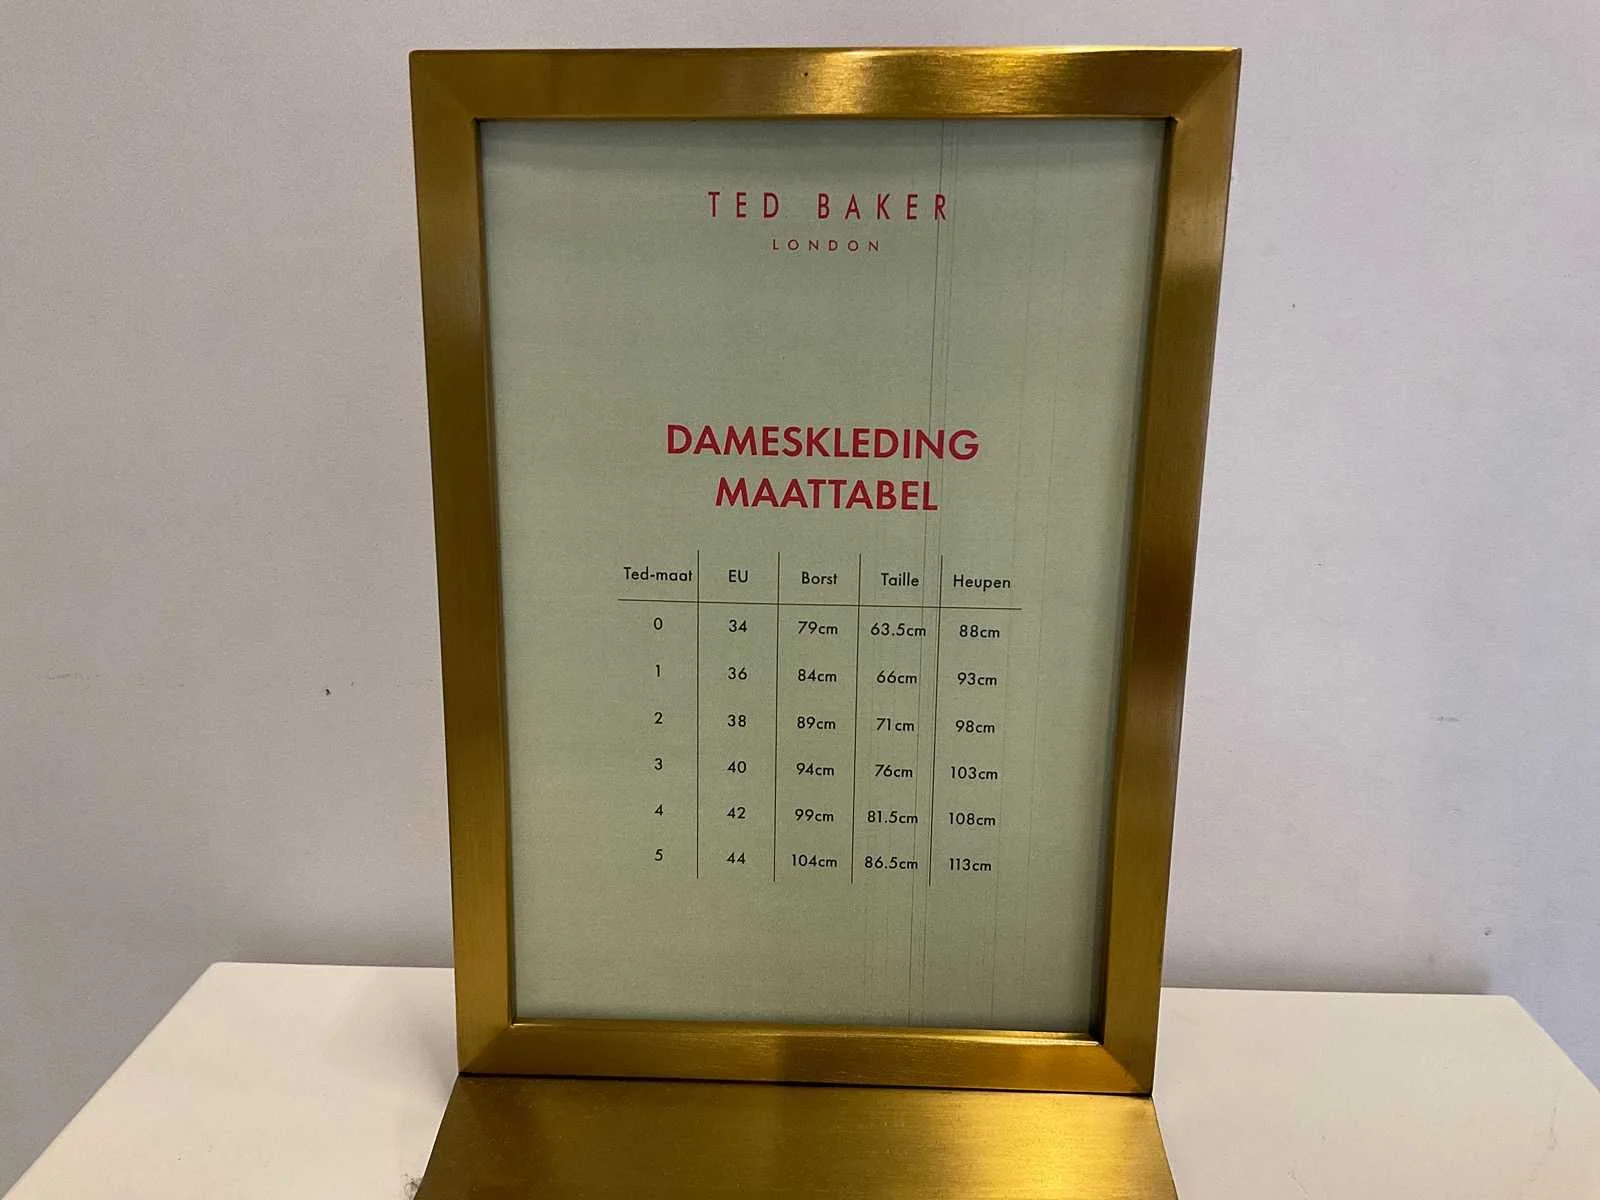 TED BAKER
LONDON
DAMESKLEDING
MAATTABEL
Ted-maat EU Borst Taille Heupen
0 34 79cm 63.5cm 88cm
1 36 84cm 66cm 93cm
2 38 89cm 71cm 98cm
3 40 94cm 76cm 103cm
4 42 99cm 81.5cm 108cm
5 44 104cm 86.5cm 113cm